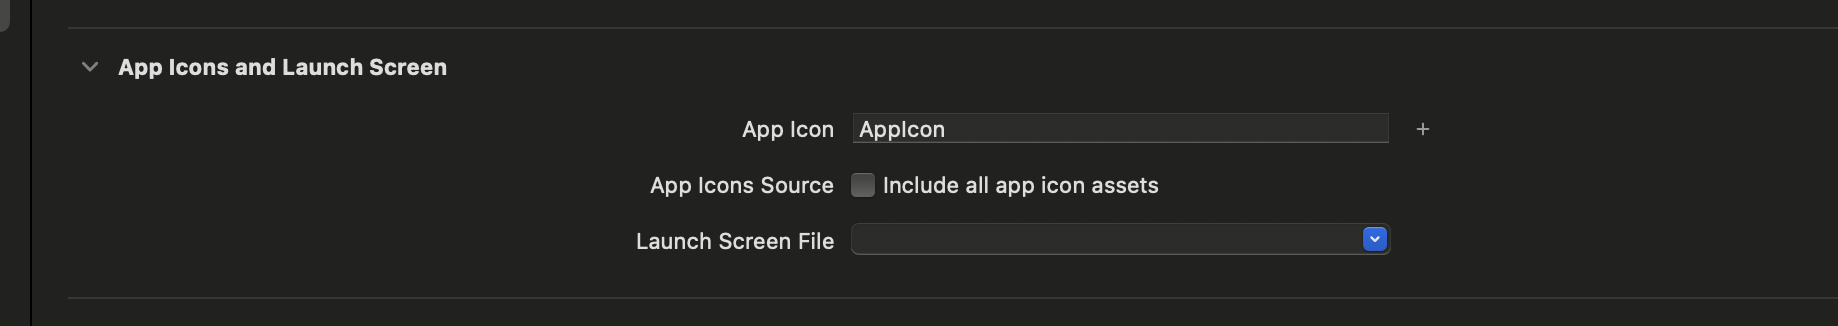 App Icons and Launch Screen
App Icon AppIcon +
App Icons Source Include all app icon assets
Launch Screen File